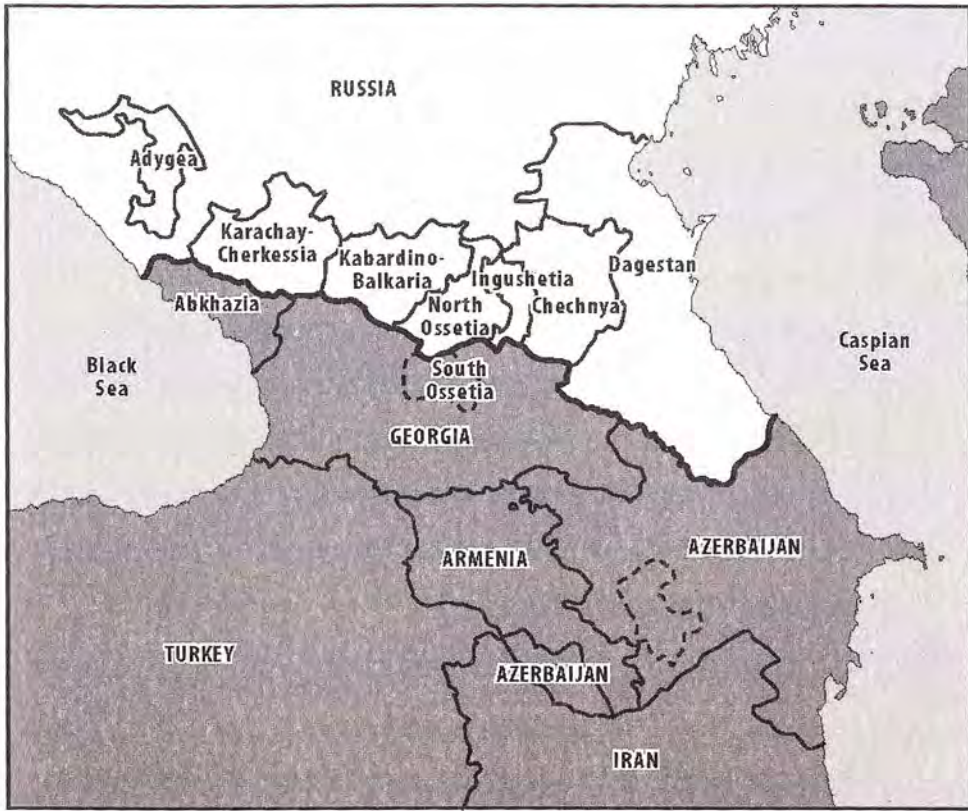 RUSSIA
Adygea
Karachay-
Cherkessia
Kabardino-
Balkaria
Ingushetia
Dagestan
North
Ossetia
Chechnya
Abkhazia
Black
Sea
Caspian
Sea
South
Ossetia
GEORGIA
ARMENIA
AZERBAIJAN
TURKEY
AZERBAIJAN
IRAN